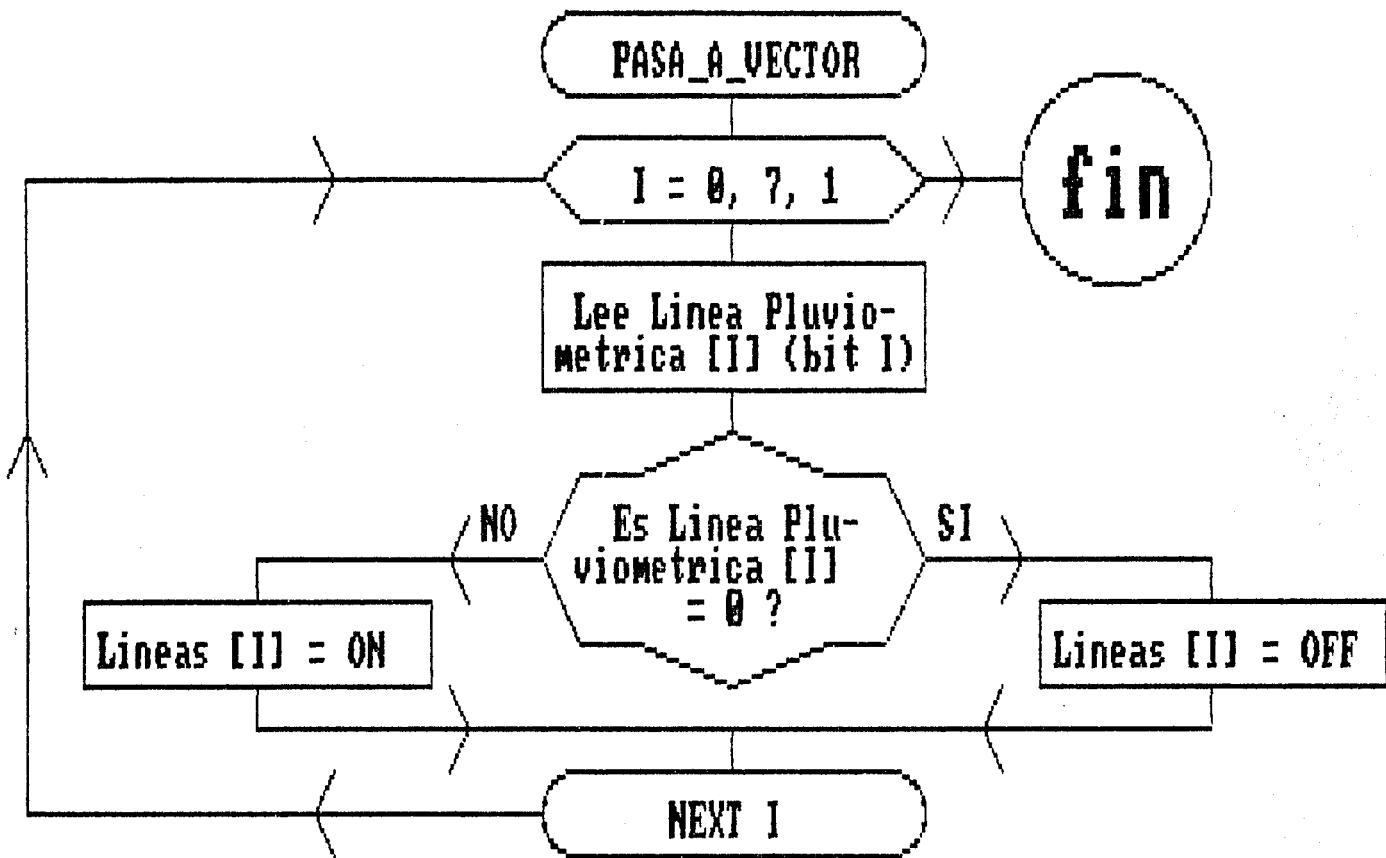 PASA_A_VECTOR
I = 0, 7, 1
fin
Lee Linea Pluvio-
metrica [I] (bit I)
NO
Es Linea Plu-
viometrica [I]
= 0 ?
SI
Lineas [I] = ON
Lineas [I] = OFF
NEXT I